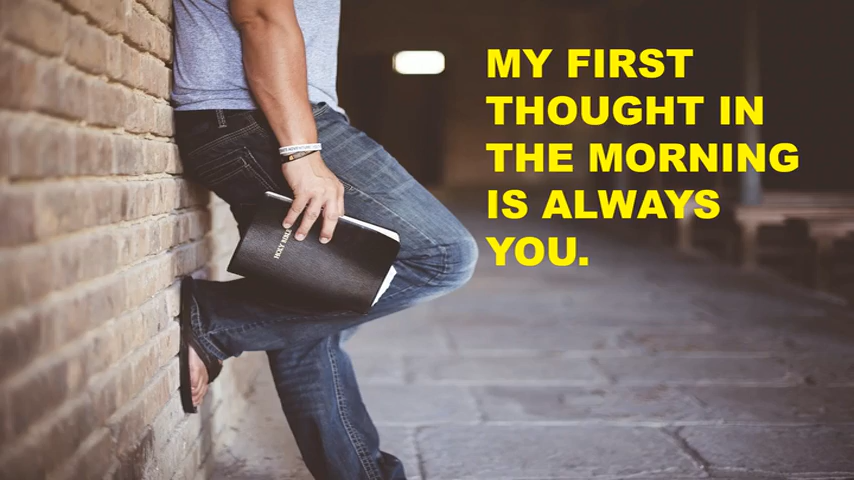 MY FIRST
THOUGHT IN
THE MORNING
IS ALWAYS
YOU.
HOLY BIBLE